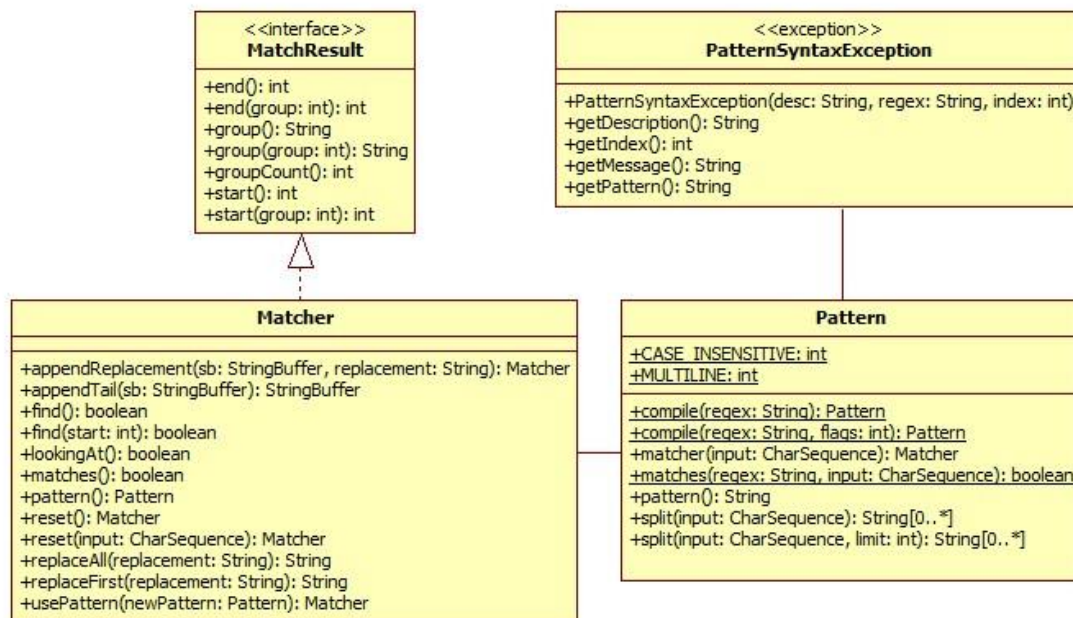 <<interface>>
MatchResult
+end(): int
+end(group: int): int
+group(): String
+group(group: int): String
+groupCount(): int
+start(): int
+start(group: int): int
<<exception>>
PatternSyntaxException
+PatternSyntaxException(desc: String, regex: String, index: int)
+getDescription(): String
+getIndex(): int
+getMessage(): String
+getPattern(): String
Matcher
+appendReplacement(sb: StringBuffer, replacement: String): Matcher
+appendTail(sb: StringBuffer): StringBuffer
+find(): boolean
+find(start: int): boolean
+lookingAt(): boolean
+matches(): boolean
+pattern(): Pattern
+reset(): Matcher
+reset(input: CharSequence): Matcher
+replaceAll(replacement: String): String
+replaceFirst(replacement: String): String
+usePattern(newPattern: Pattern): Matcher
Pattern
+CASE_INSENSITIVE: int
+MULTILINE: int
+compile(regex: String): Pattern
+compile(regex: String, flags: int): Pattern
+matcher(input: CharSequence): Matcher
+matches(regex: String, input: CharSequence): boolean
+pattern(): String
+split(input: CharSequence): String[0..*]
+split(input: CharSequence, limit: int): String[0..*]